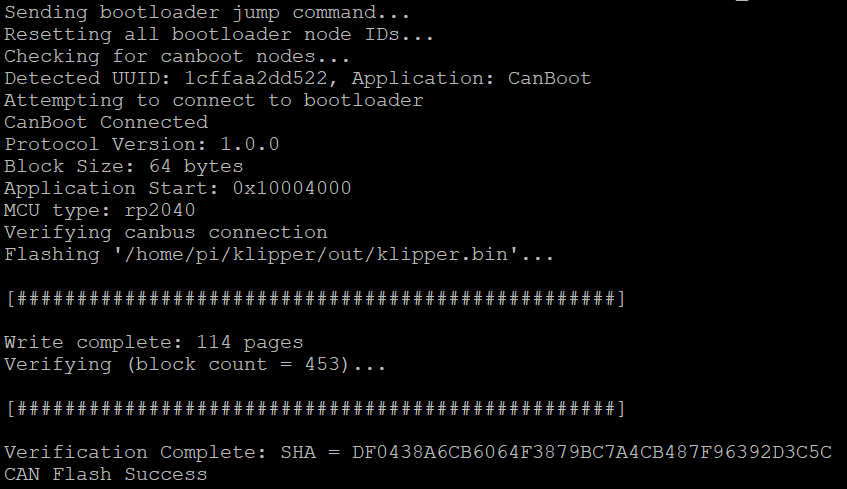 Sending bootloader jump command...
Resetting all bootloader node IDs...
Checking for canboot nodes...
Detected UUID: 1cffaa2dd522, Application: CanBoot
Attempting to connect to bootloader
CanBoot Connected
Protocol Version: 1.0.0
Block Size: 64 bytes
Application Start: 0x10004000
MCU type: rp2040
Verifying canbus connection
Flashing '/home/pi/klipper/out/klipper.bin'...
[##################################################]
Write complete: 114 pages
Verifying (block count = 453)...
[##################################################]
Verification Complete: SHA = DF0438A6CB6064F3879BC7A4CB487F96392D3C5C
CAN Flash Success